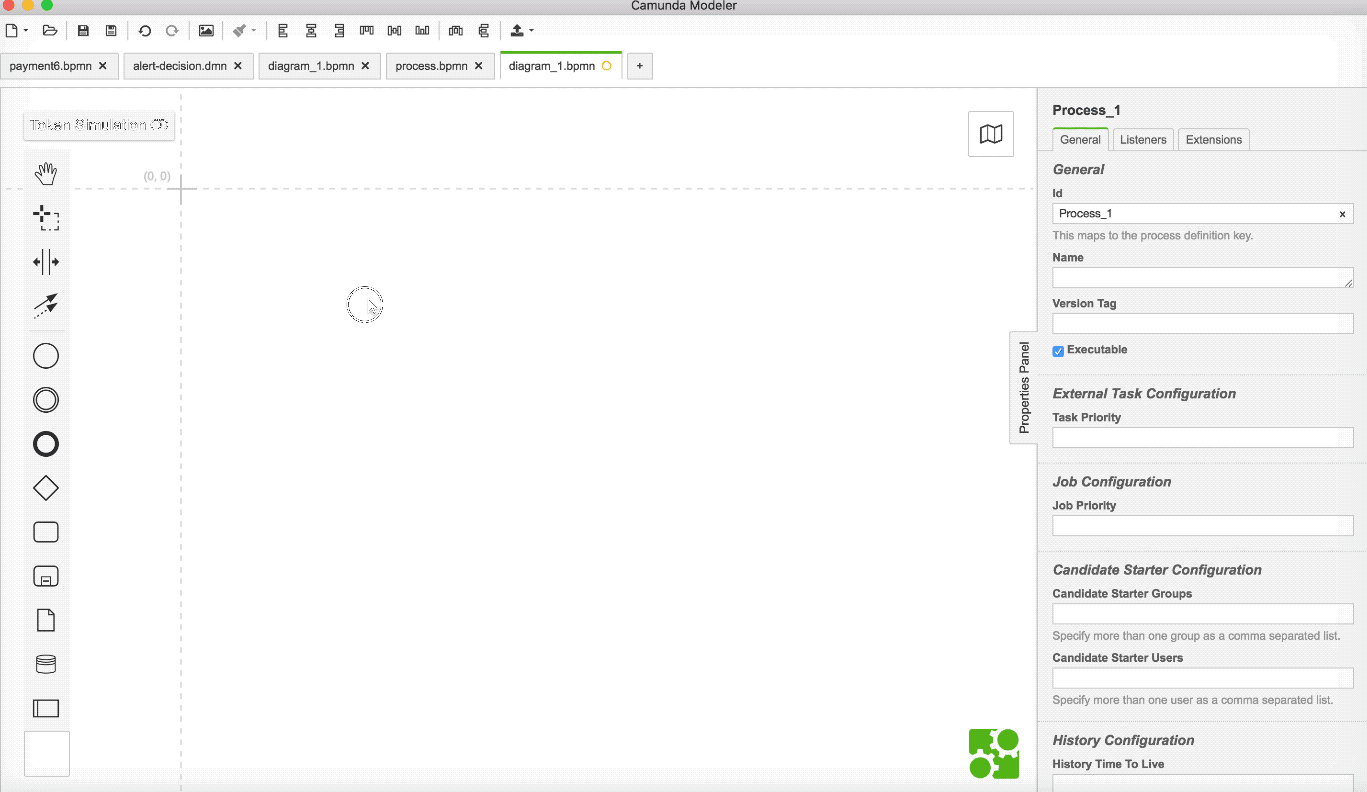 Camunda Modeler
payment6.bpmn
alert-decision.dmn
diagram_1.bpmn
process.bpmn
diagram_1.bpmn
+
Token Simulation
(0, 0)
Properties Panel
Process_1
General Listeners Extensions
General
Id
Process_1
This maps to the process definition key.
Name
Version Tag
Executable
External Task Configuration
Task Priority
Job Configuration
Job Priority
Candidate Starter Configuration
Candidate Starter Groups
Specify more than one group as a comma separated list.
Candidate Starter Users
Specify more than one user as a comma separated list.
History Configuration
History Time To Live